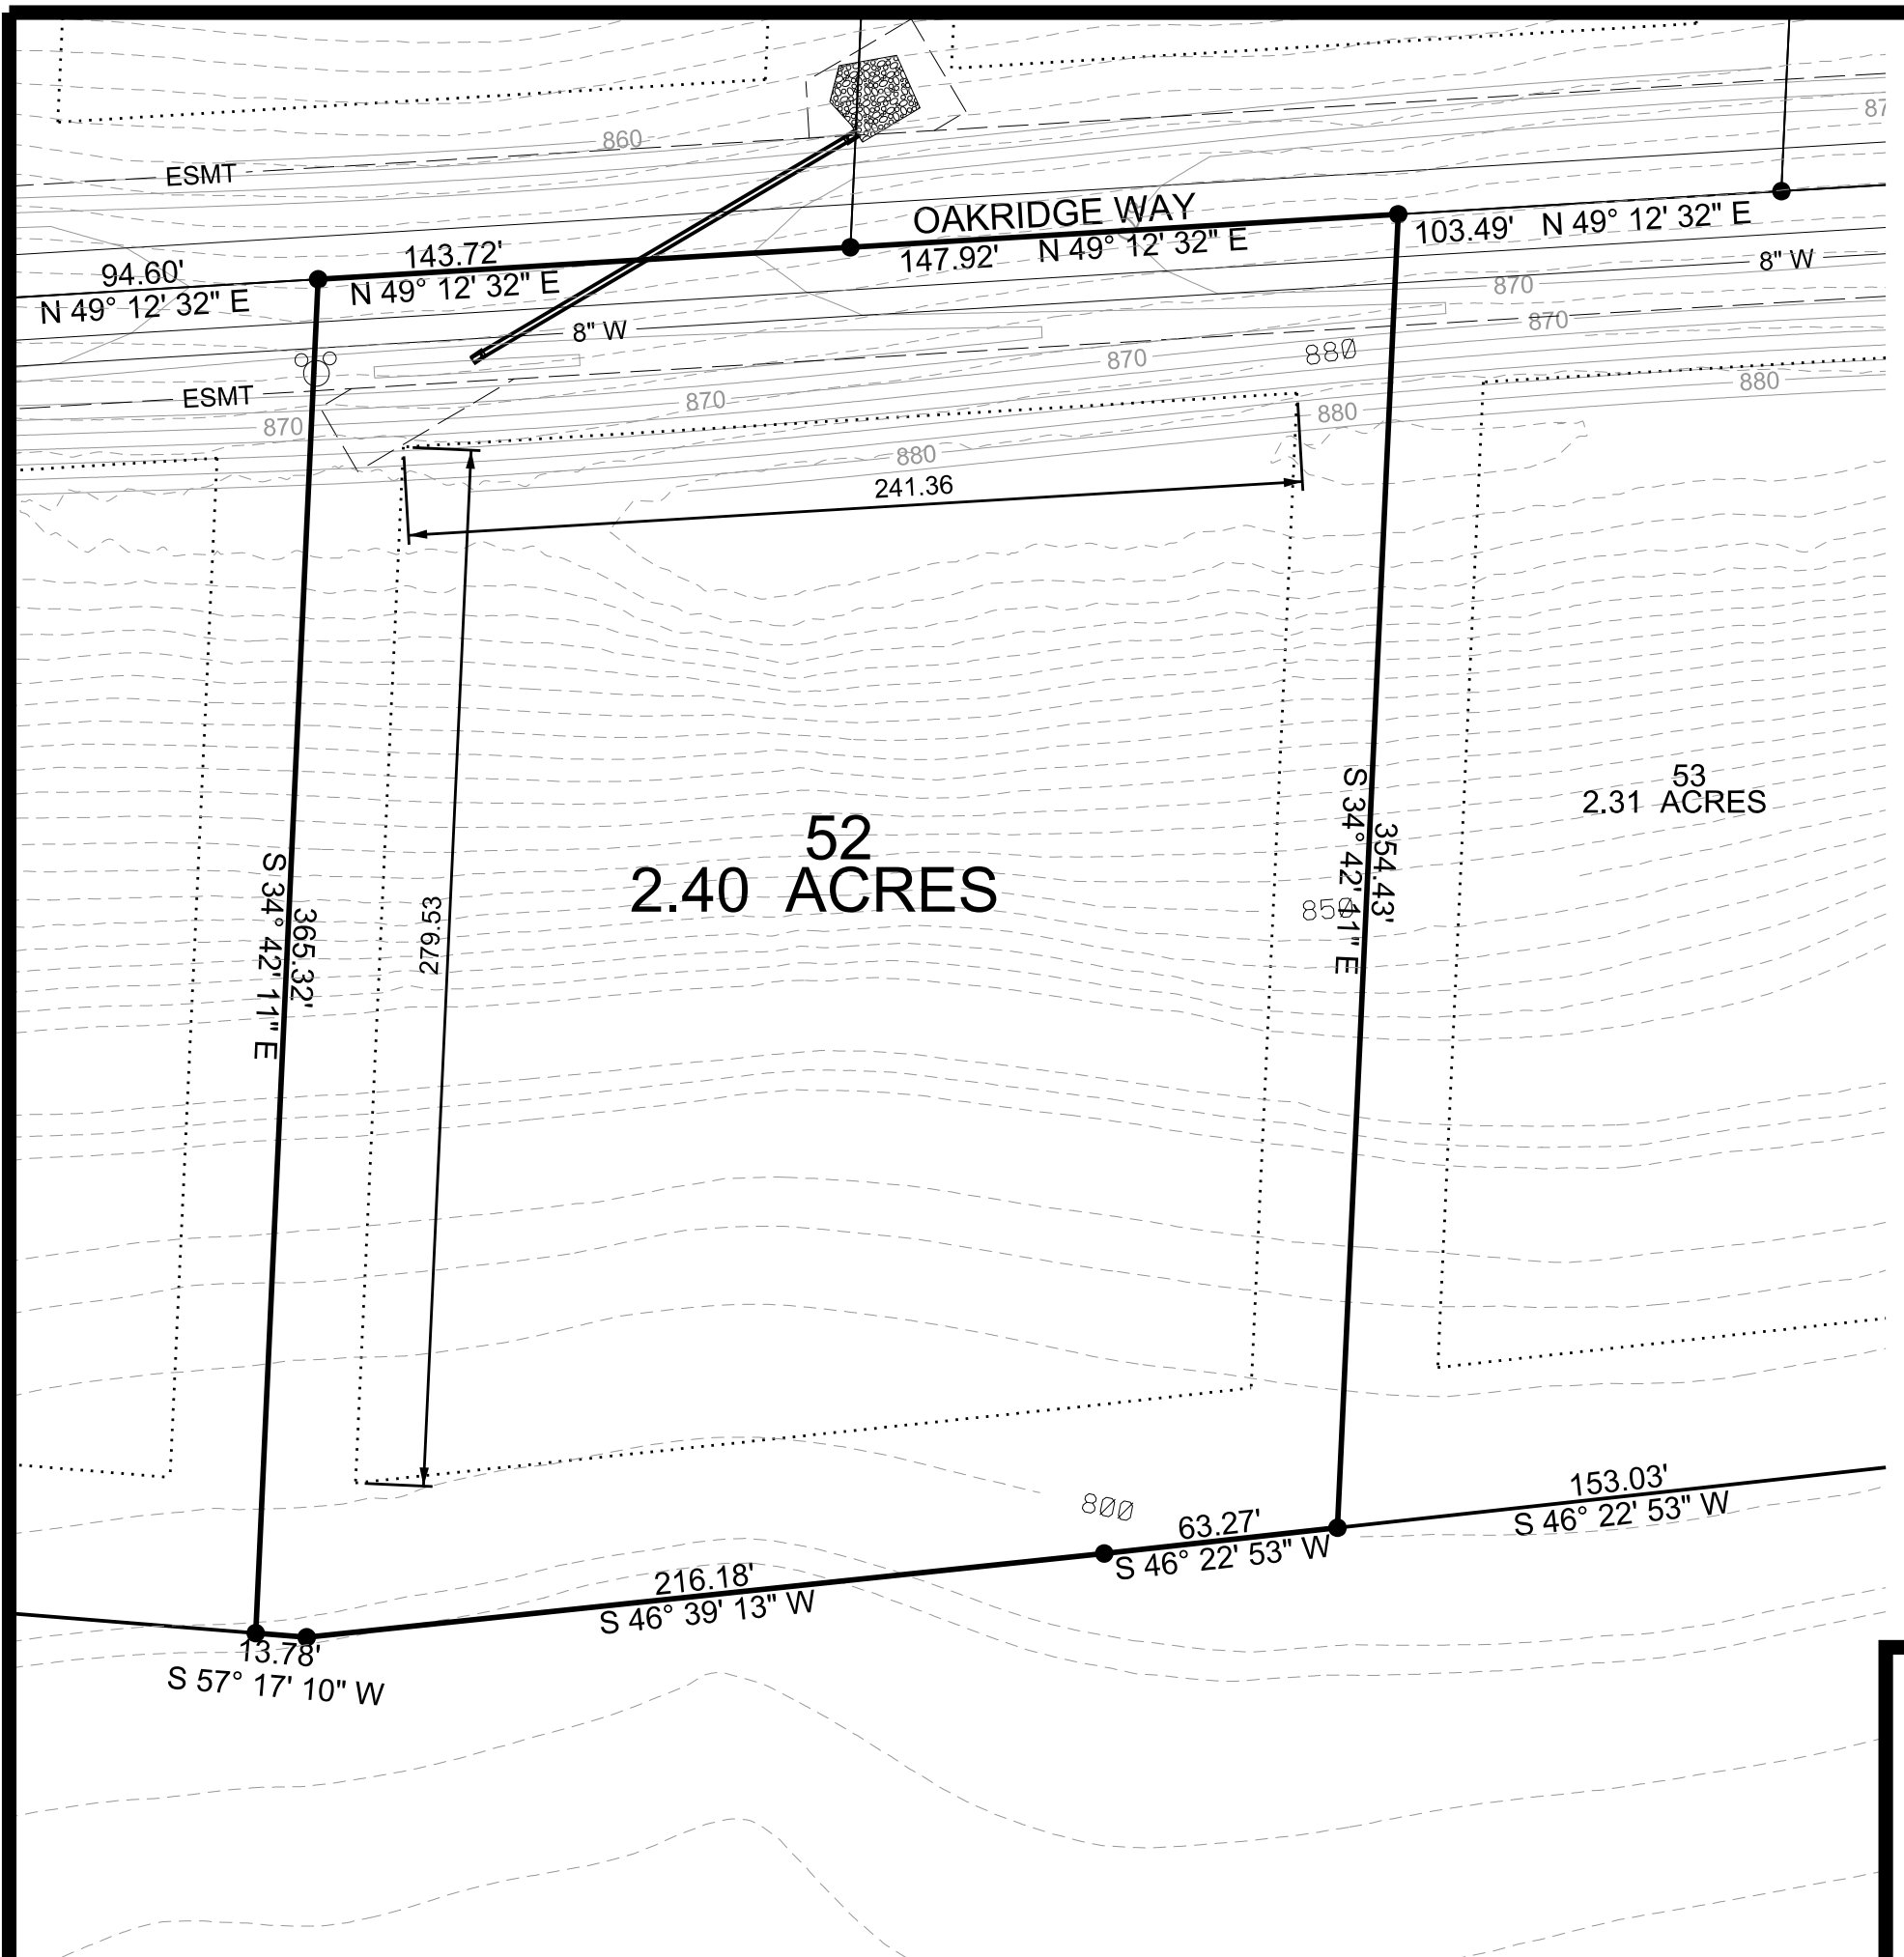 860
87
ESMT
OAKRIDGE WAY
143.72'
N 49° 12' 32" E
94.60'
N 49° 12' 32" E
147.92' N 49° 12' 32" E
103.49' N 49° 12' 32" E
8" W
8" W
870
870
880
870
880
ESMT
870
880
870
880
241.36
53
2.31 ACRES
52
2.40 ACRES
S 34° 42' 11" E
365.32'
279.53
S 34° 42' 11" E
354.43'
850
800
153.03'
S 46° 22' 53" W
63.27'
S 46° 22' 53" W
216.18'
S 46° 39' 13" W
13.78'
S 57° 17' 10" W